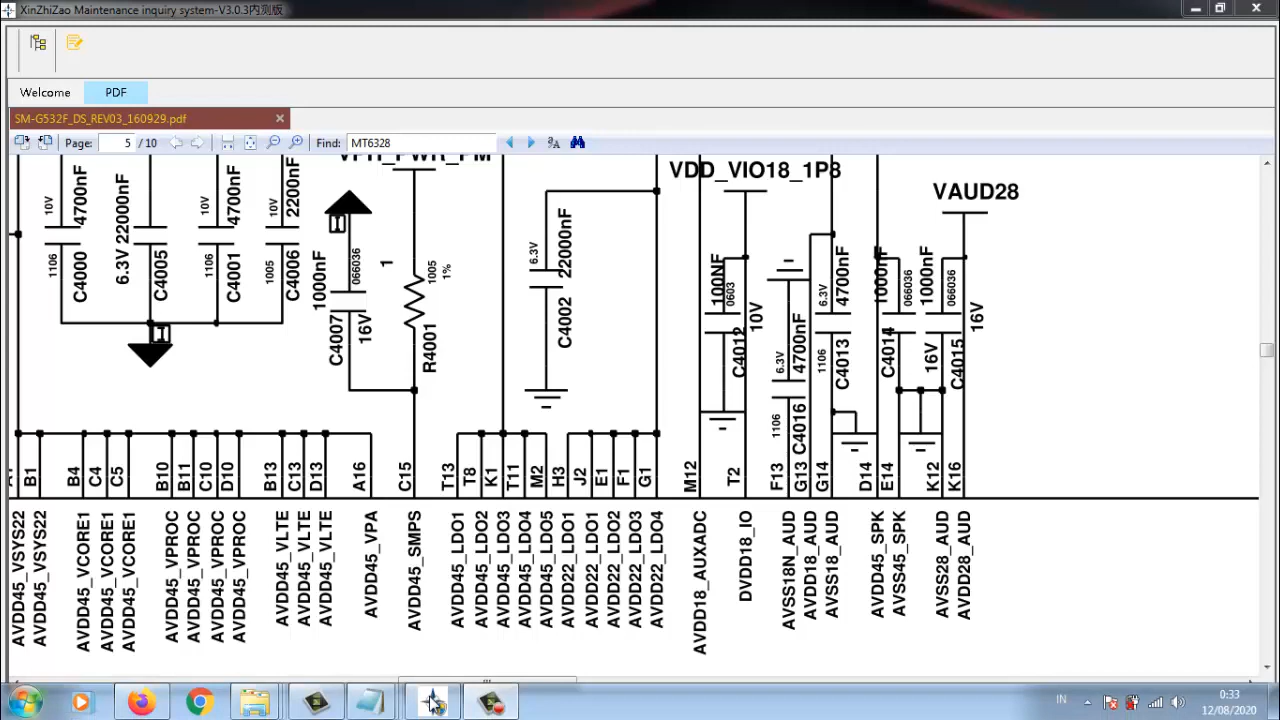 XinZhiZao Maintenance inquiry system-V3.0.3内测版
Welcome
PDF
SM-G532F_DS_REV03_160929.pdf
Page: 5 / 10
Find: MT6328
VPH_PWR_PM
VDD_VIO18_1P8
VAUD28
10V
4700nF
1106
C4000
6.3V
22000nF
C4005
10V
4700nF
1106
C4001
10V
2200nF
1005
C4006
1000nF
066036
C4007
16V
1
1005
1%
R4001
6.3V
22000nF
C4002
100NF
0603
C4012
10V
6.3V
4700nF
1106
C4016
6.3V
4700nF
1106
C4013
1000nF
066036
C4014
16V
1000nF
066036
C4015
16V
B1
B4
C4
C5
B10
B11
C10
D10
B13
C13
D13
A16
C15
T13
T8
K1
T11
M2
H3
J2
E1
F1
G1
M12
T2
F13
G13
G14
D14
E14
K12
K16
AVDD45_VSYS22
AVDD45_VSYS22
AVDD45_VCORE1
AVDD45_VCORE1
AVDD45_VCORE1
AVDD45_VPROC
AVDD45_VPROC
AVDD45_VPROC
AVDD45_VPROC
AVDD45_VLTE
AVDD45_VLTE
AVDD45_VLTE
AVDD45_VPA
AVDD45_SMPS
AVDD45_LDO1
AVDD45_LDO2
AVDD45_LDO3
AVDD45_LDO4
AVDD45_LDO5
AVDD22_LDO1
AVDD22_LDO1
AVDD22_LDO2
AVDD22_LDO3
AVDD22_LDO4
AVDD18_AUXADC
DVDD18_IO
AVSS18N_AUD
AVDD18_AUD
AVSS18_AUD
AVDD45_SPK
AVSS45_SPK
AVSS28_AUD
AVDD28_AUD
IN
0:33
12/08/2020